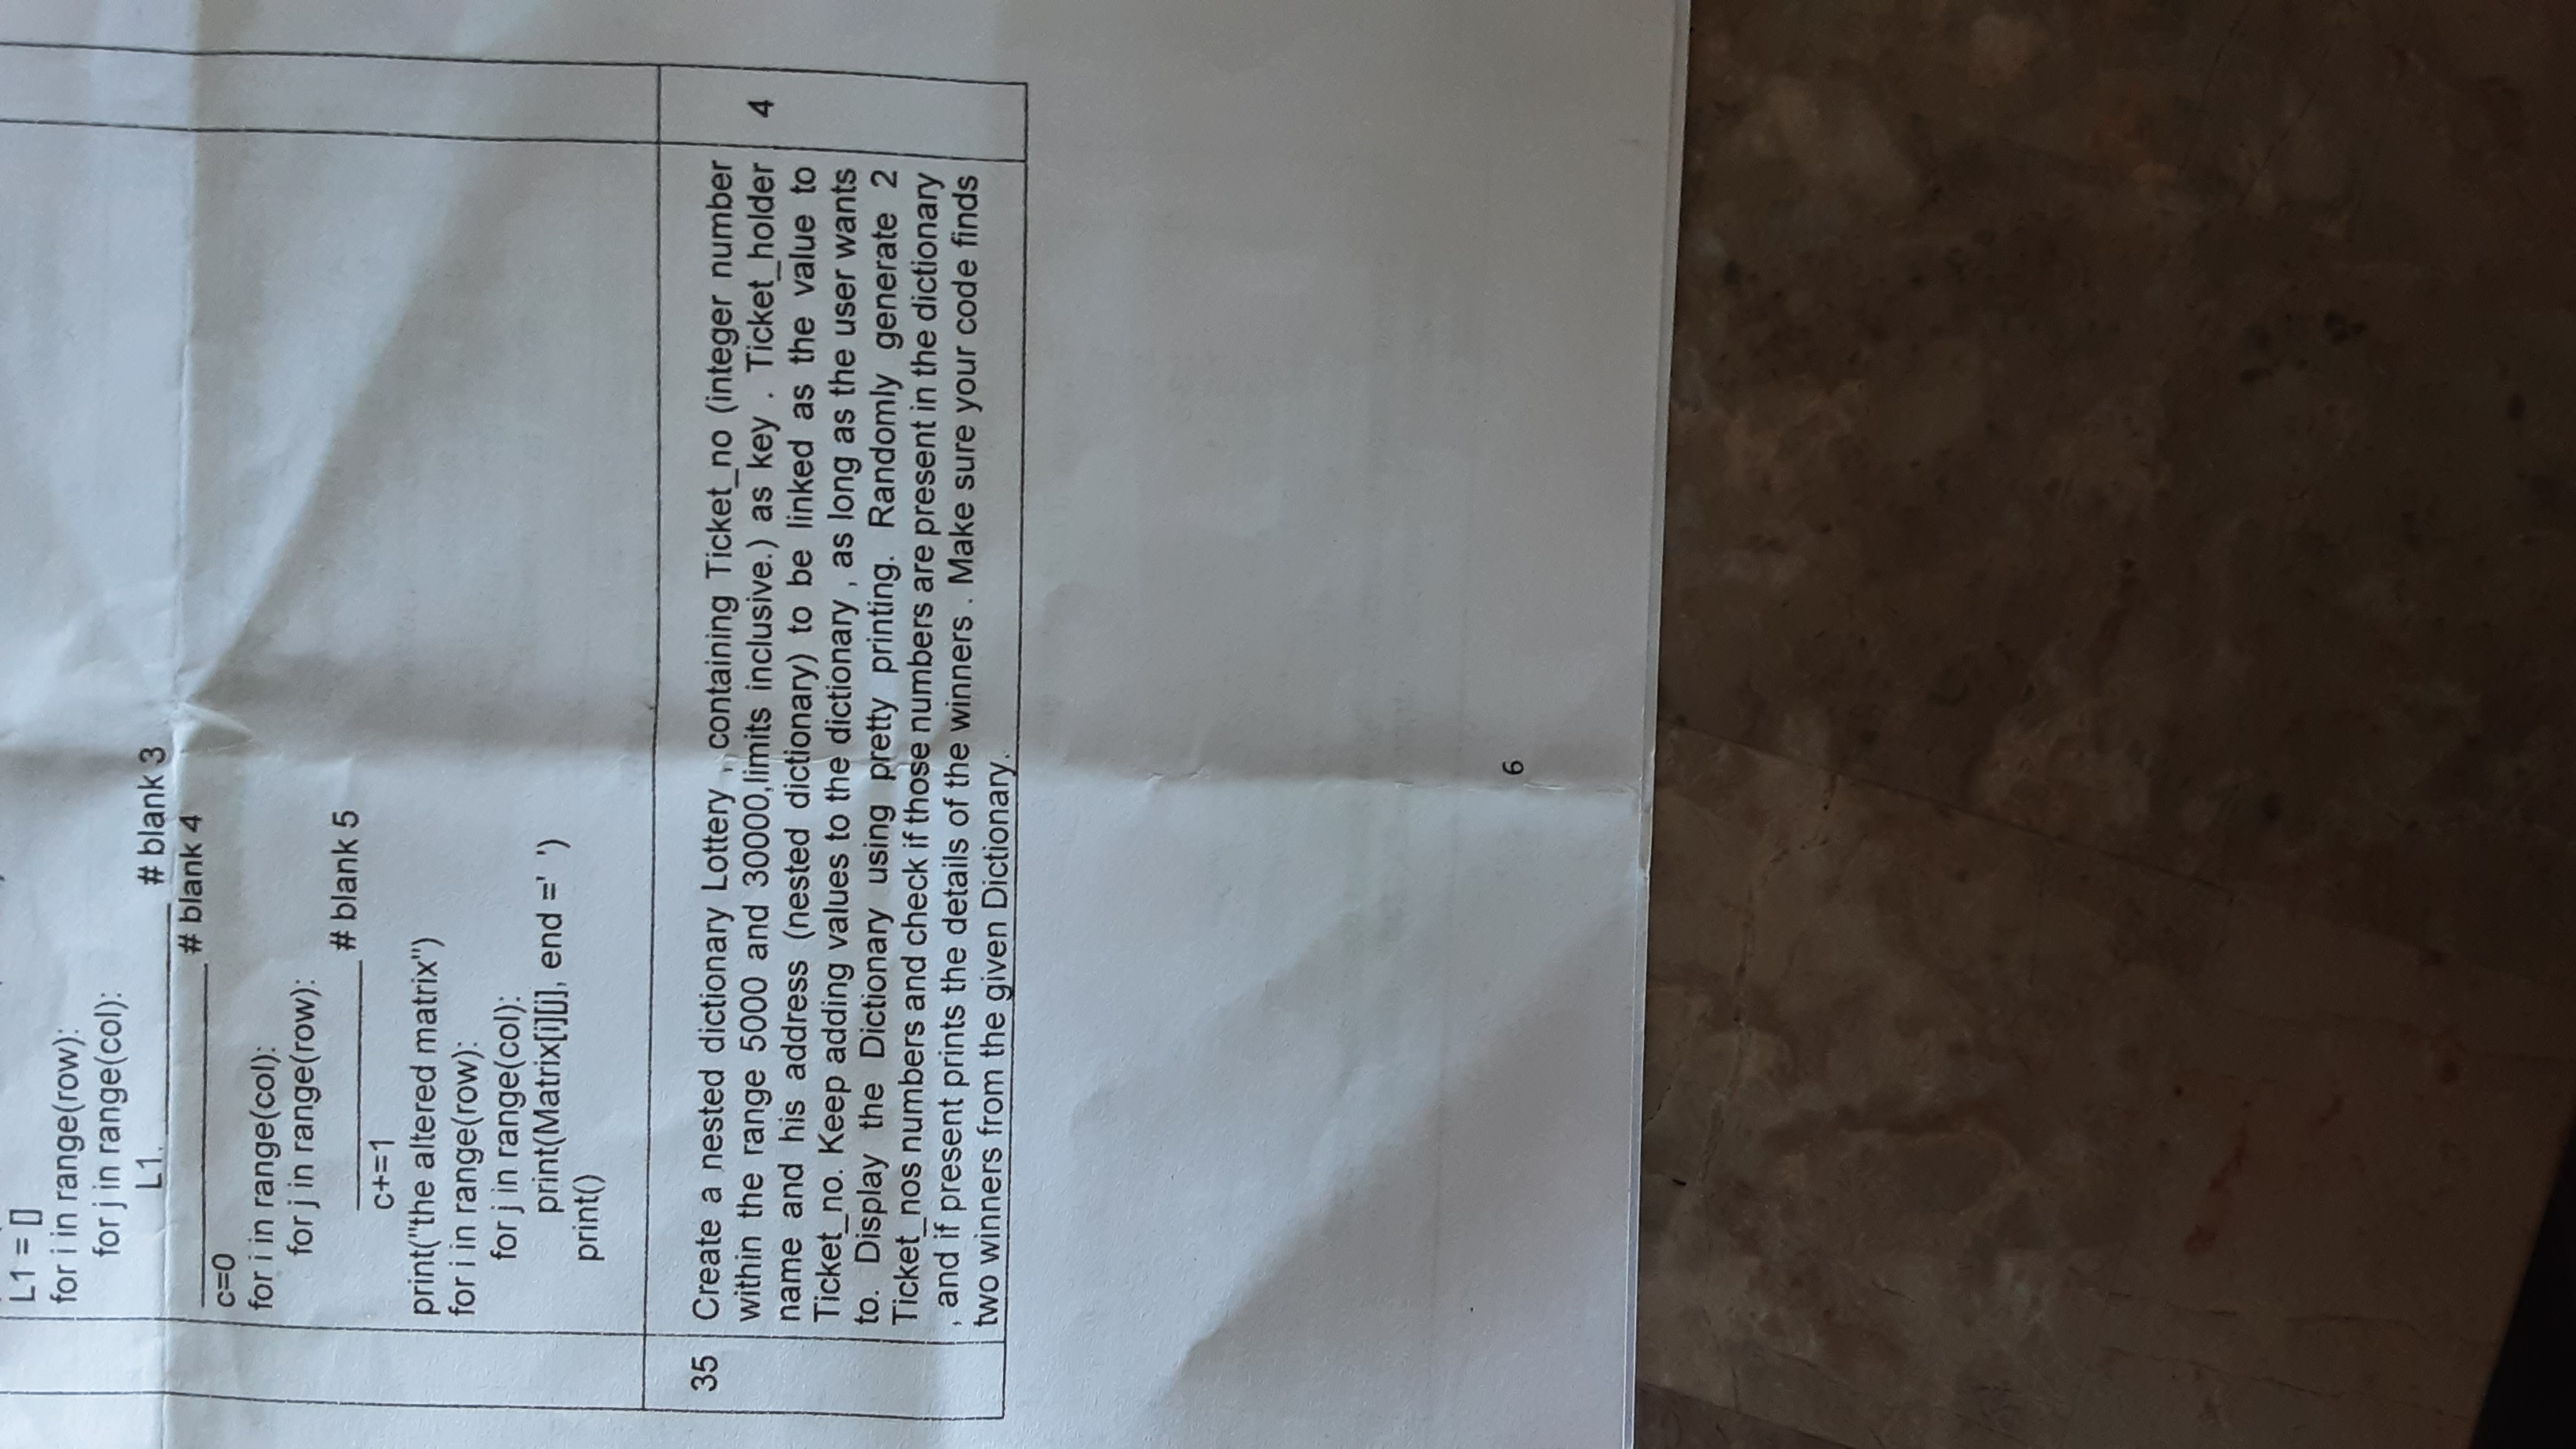 L1 = []
for i in range(row):
for j in range(col):
L1. ______________ # blank 3
____________________ # blank 4
c=0
for i in range(col):
for j in range(row):
______________ # blank 5
c+=1
print("the altered matrix")
for i in range(row):
for j in range(col):
print(Matrix[i][j], end =' ')
print()
35 Create a nested dictionary Lottery , containing Ticket_no (integer number
within the range 5000 and 30000,limits inclusive.) as key . Ticket_holder 4
name and his address (nested dictionary) to be linked as the value to
Ticket_no. Keep adding values to the dictionary , as long as the user wants
to. Display the Dictionary using pretty printing. Randomly generate 2
Ticket_nos numbers and check if those numbers are present in the dictionary
, and if present prints the details of the winners . Make sure your code finds
two winners from the given Dictionary.
6